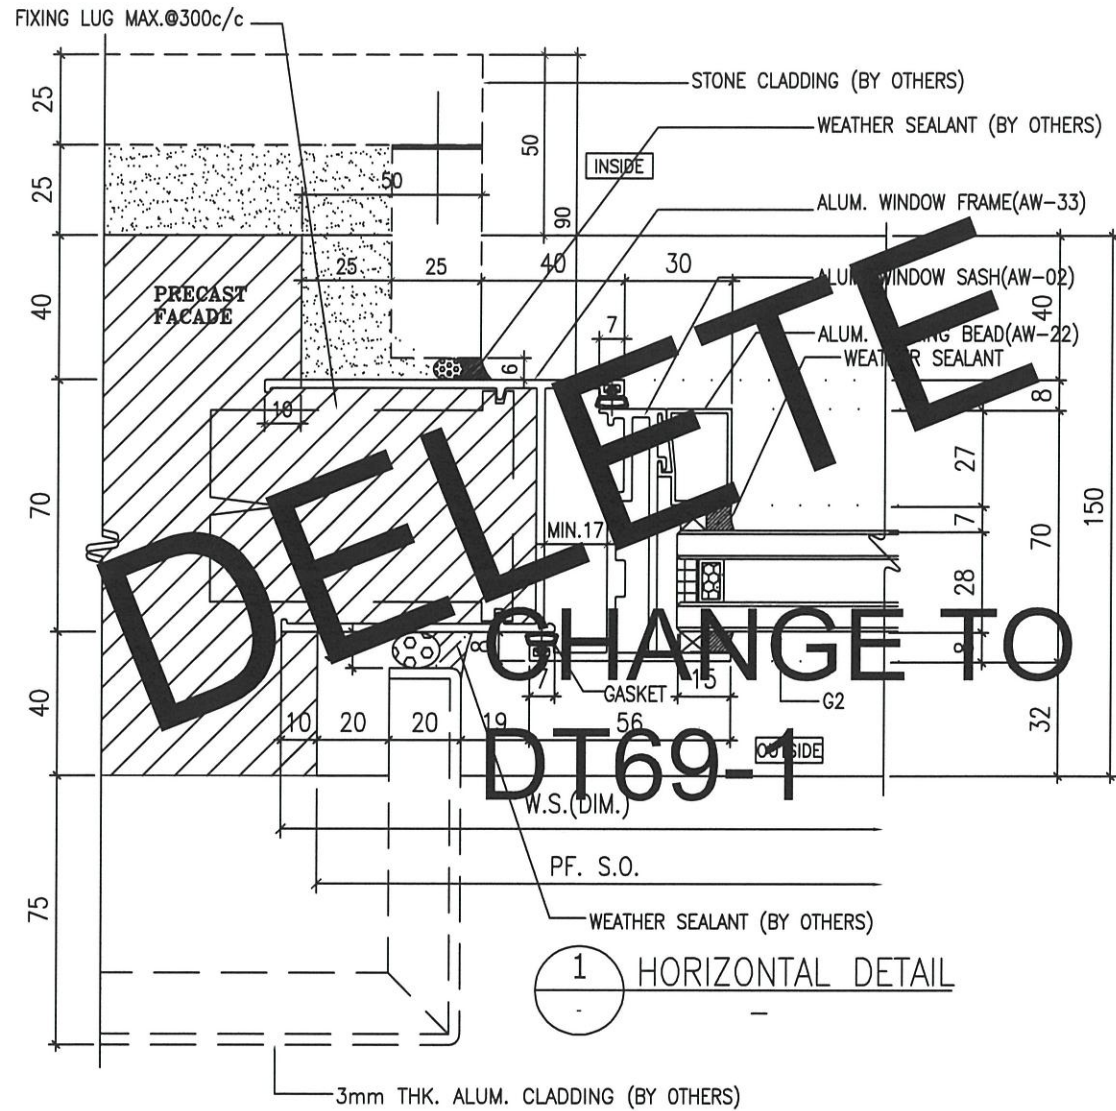 FIXING LUG MAX.@300c/c
STONE CLADDING (BY OTHERS)
WEATHER SEALANT (BY OTHERS)
INSIDE
ALUM. WINDOW FRAME(AW-33)
ALUM. WINDOW SASH(AW-02)
ALUM. BEAD(AW-22)
WEATHER SEALANT
PRECAST
FACADE
25
25
40
70
40
75
50
50
90
25
25
40
30
7
6
10
40
8
27
7
28
8
70
32
150
MIN.17
8
7
GASKET
15
G2
10
20
20
19
56
OUTSIDE
DELETE
CHANGE TO
DT69-1
W.S.(DIM.)
PF. S.O.
WEATHER SEALANT (BY OTHERS)
1
HORIZONTAL DETAIL
-
-
3mm THK. ALUM. CLADDING (BY OTHERS)